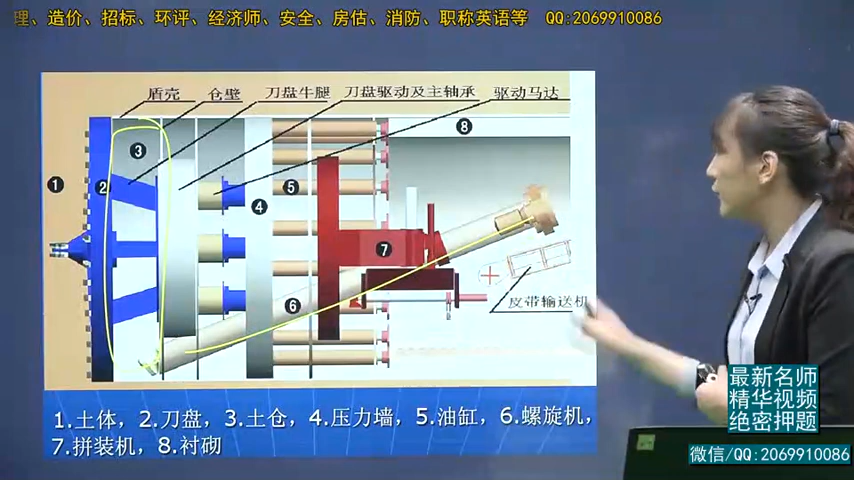 理、造价、招标、环评、经济师、安全、房估、消防、职称英语等 QQ:2069910086
盾壳 仓壁 刀盘牛腿 刀盘驱动及主轴承 驱动马达
8
3
1
2
5
4
7
6
皮带输送机
1.土体，2.刀盘，3.土仓，4.压力墙，5.油缸，6.螺旋机，
7.拼装机，8.衬砌
最新名师
精华视频
绝密押题
微信/QQ:2069910086